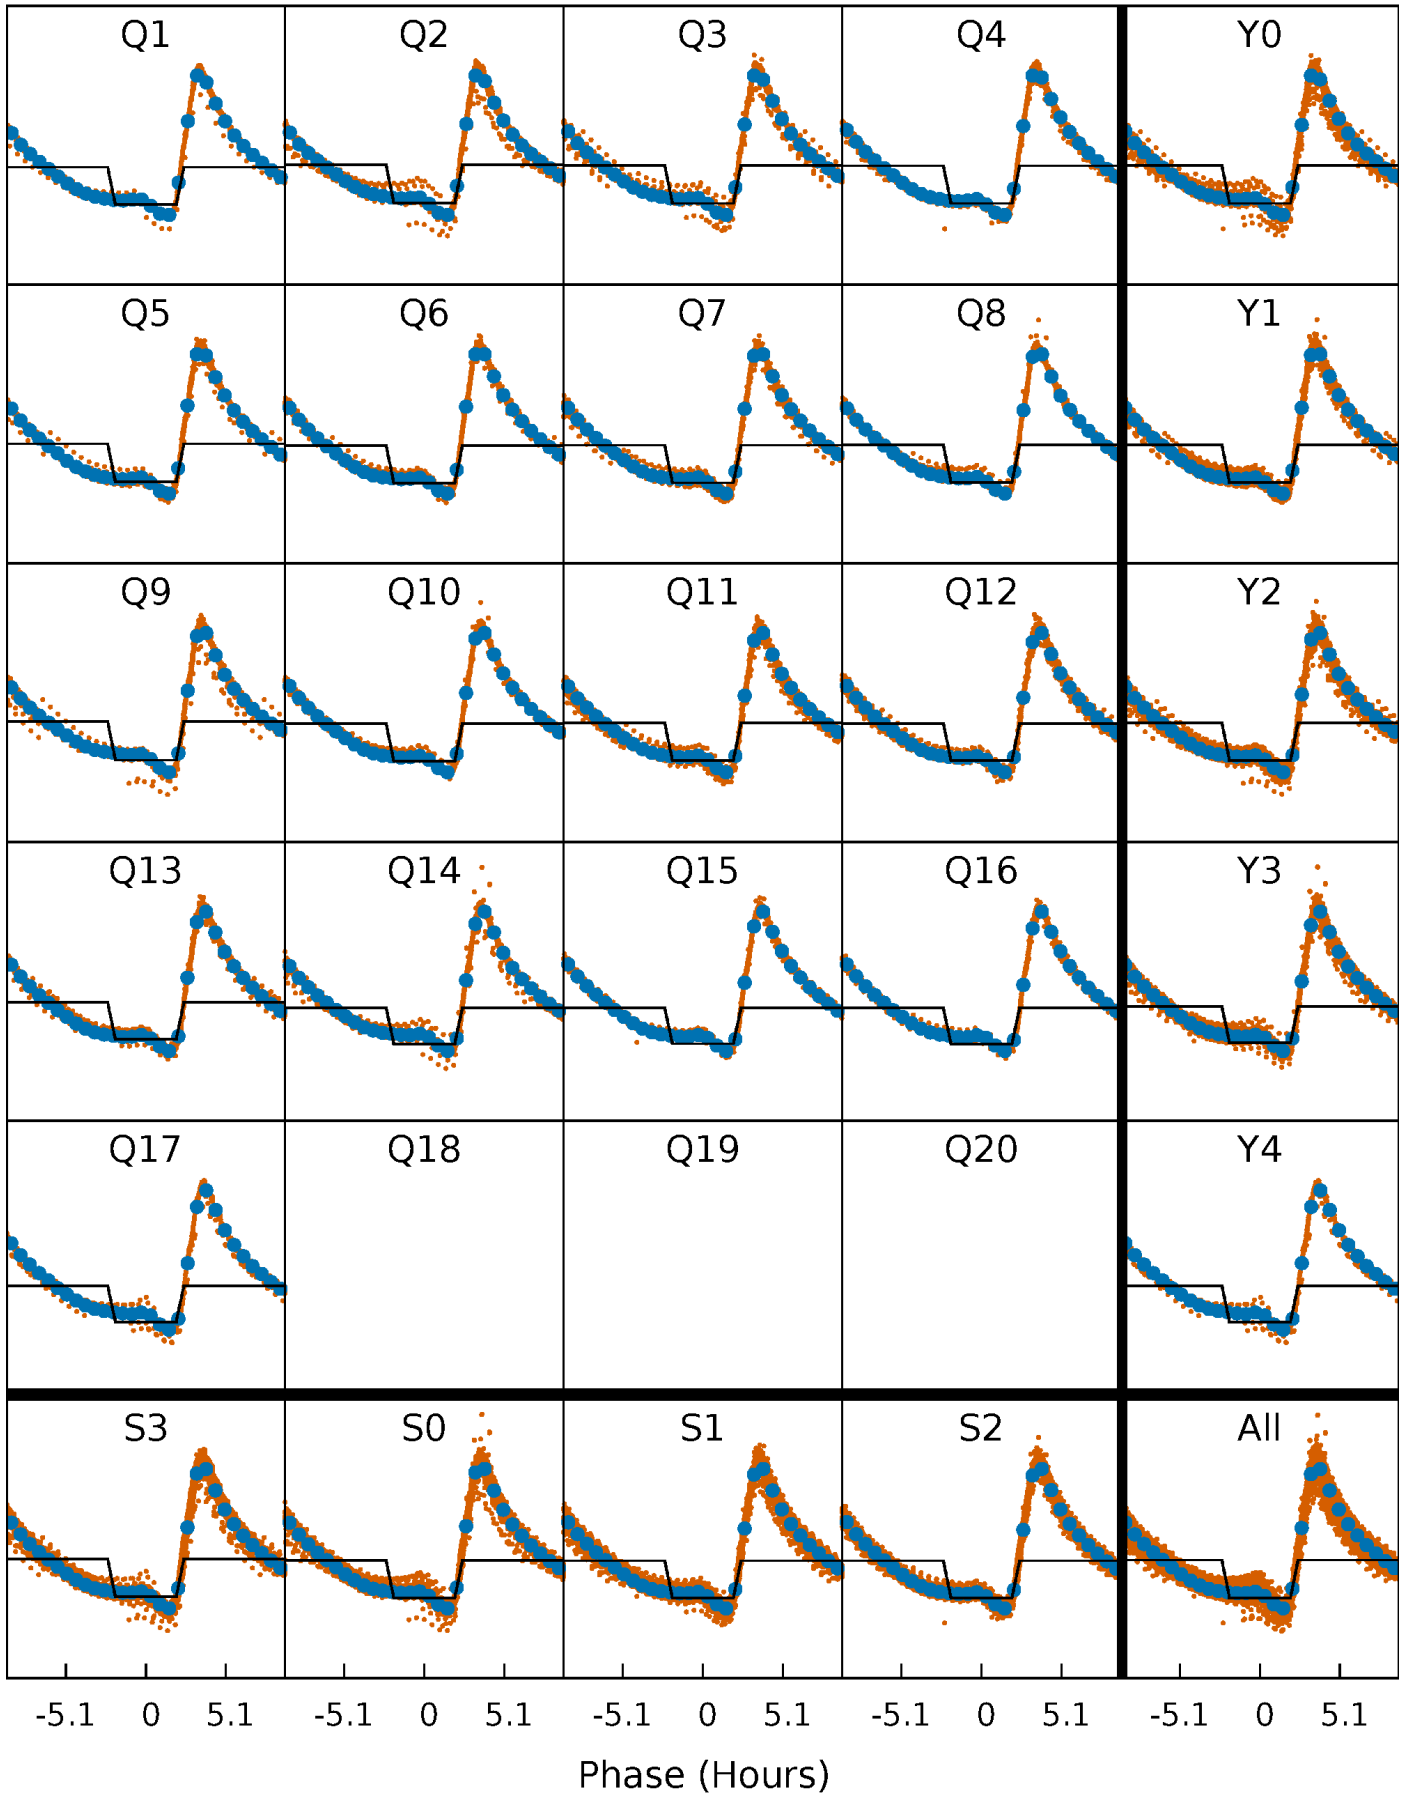 Q1 Q2 Q3 Q4 Y0
Q5 Q6 Q7 Q8 Y1
Q9 Q10 Q11 Q12 Y2
Q13 Q14 Q15 Q16 Y3
Q17 Q18 Q19 Q20 Y4
S3 S0 S1 S2 All
-5.1 0 5.1 -5.1 0 5.1 -5.1 0 5.1 -5.1 0 5.1 -5.1 0 5.1
Phase (Hours)